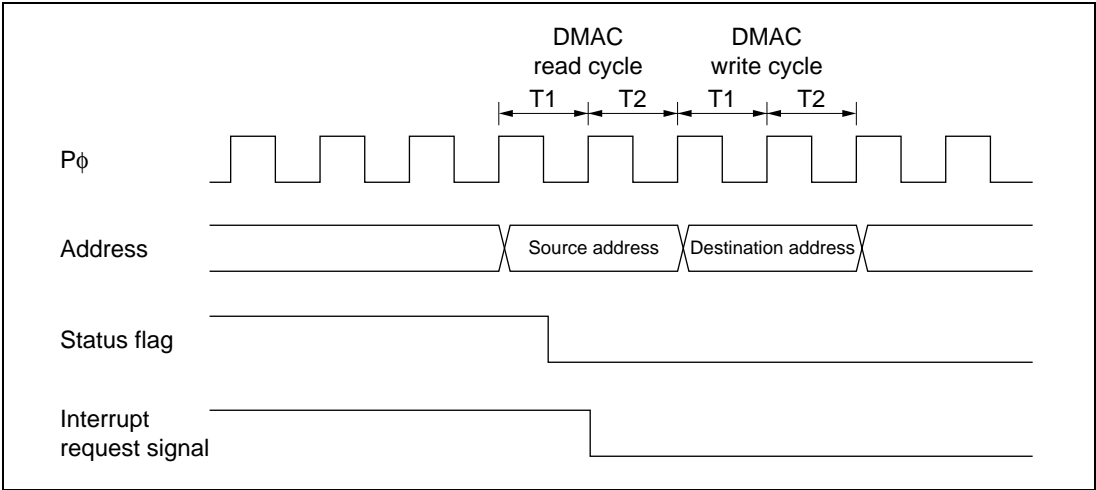 DMAC
read cycle
DMAC
write cycle
T1 T2 T1 T2
Pϕ
Address
Source address
Destination address
Status flag
Interrupt
request signal